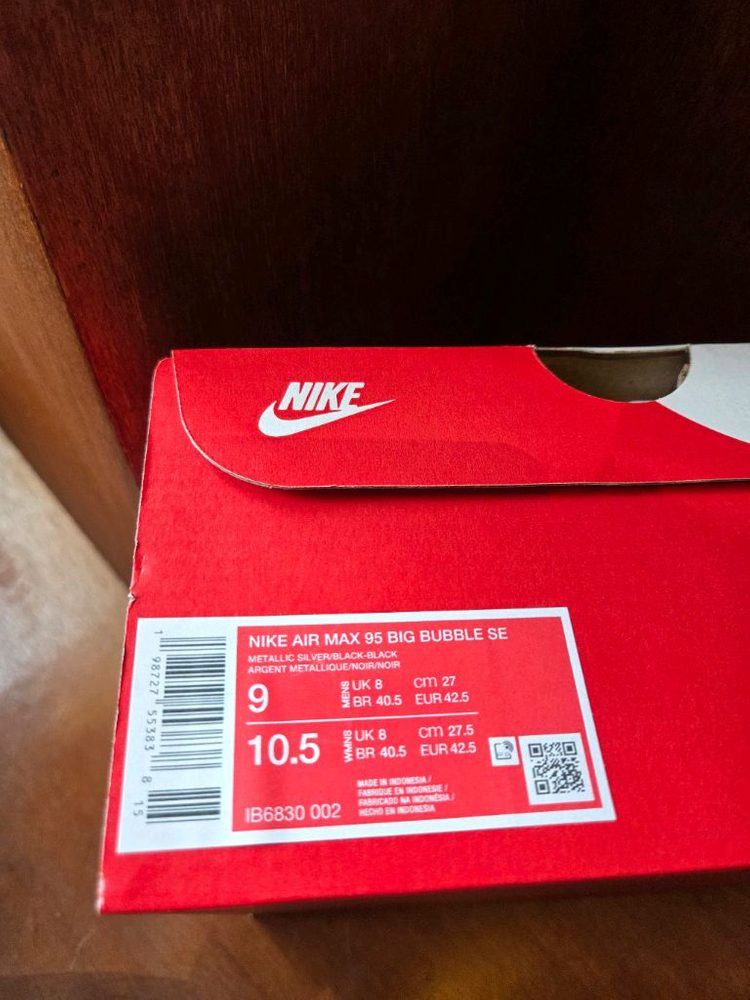 NIKE
NIKE AIR MAX 95 BIG BUBBLE SE
METALLIC SILVER/BLACK-BLACK
ARGENT METALLIQUE/NOIR/NOIR
9 MENS UK 8 cm 27
BR 40.5 EUR 42.5
10.5 WMNS UK 8 cm 27.5
BR 40.5 EUR 42.5
IB6830 002
MADE IN INDONESIA /
FABRIQUE EN INDONESIE /
FABRICADO NA INDONÉSIA /
HECHO EN INDONESIA
1 98727 55383 8 15